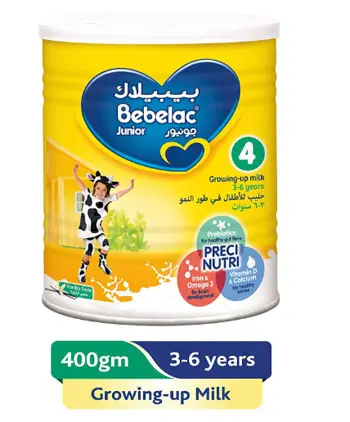 بيبيلاك
Bebelac
Junior جونيور
4
Growing-up milk
3-6 years
حليب للأطفال في طور النمو
٣-٦ سنوات
Prebiotics
for healthy gut flora
PRECI
NUTRI
Iron &
Omega 3
for brain
development
Vitamin D
& Calcium
for healthy
bones
400gm
3-6 years
Growing-up Milk